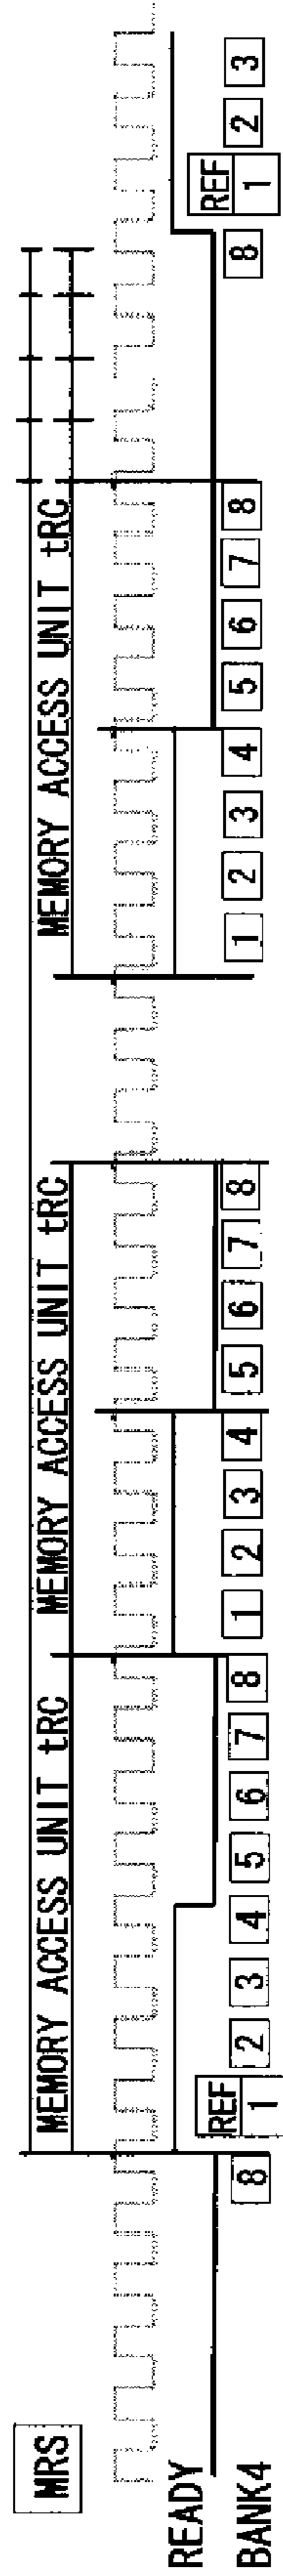 MRS
MEMORY ACCESS UNIT tRC MEMORY ACCESS UNIT tRC MEMORY ACCESS UNIT tRC
READY
REF REF
BANK4 8 1 2 3 4 5 6 7 8 1 2 3 4 5 6 7 8 1 2 3 4 5 6 7 8 8 1 2 3